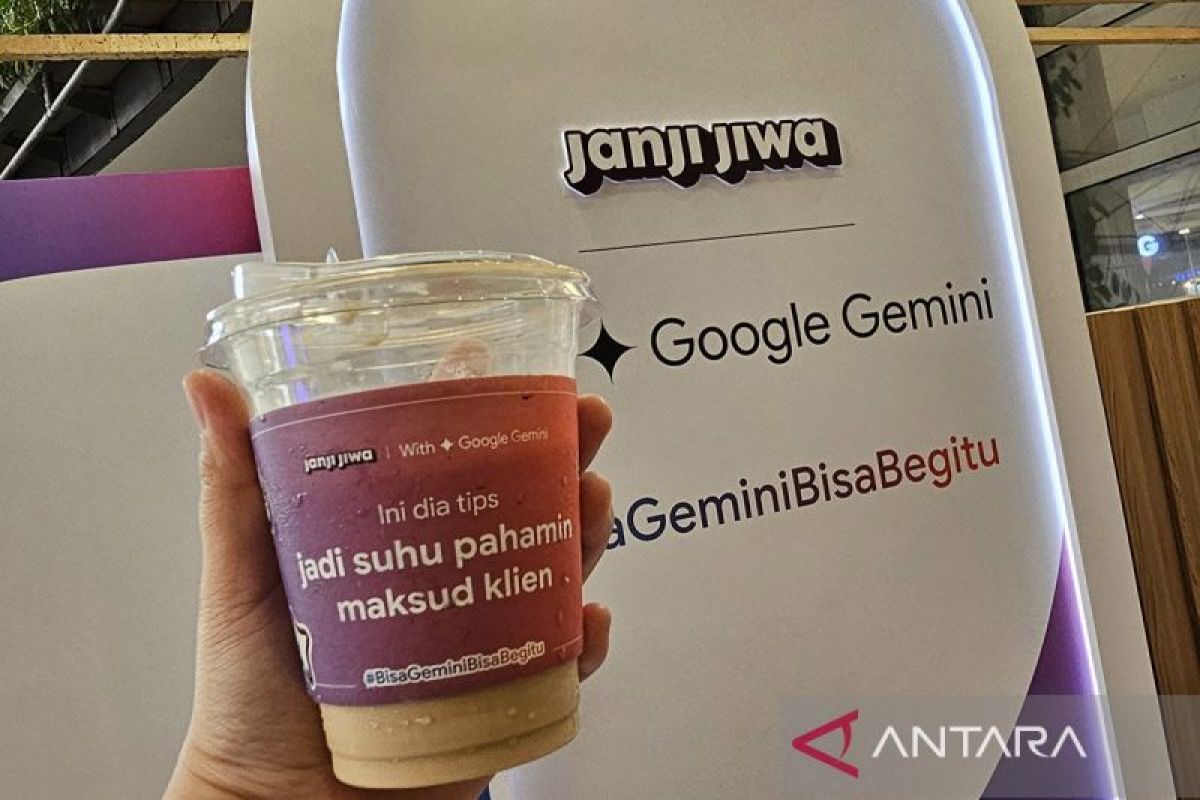 Janji Jiwa
Google Gemini
aGeminiBisaBegitu
Janji Jiwa | With Google Gemini
Ini dia tips
jadi suhu pahamin
maksud klien
#BisaGeminiBisaBegitu
G
ANTARA